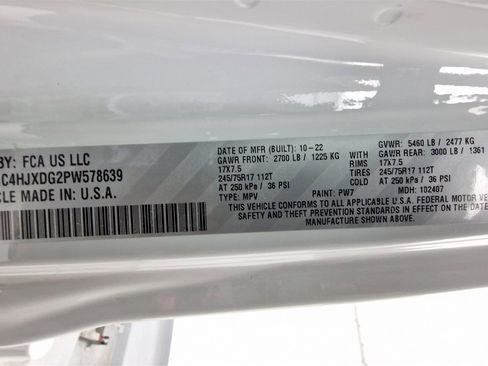 BY: FCA US LLC
C4HJXDG2PW578639
CLE MADE IN U.S.A.
DATE OF MFR (BUILT): 10-22
GAWR FRONT: 2700 LB / 1225 KG
17X7.5
245/75R17 112T
AT 250 kPa / 36 PSI
TYPE: MPV
PAINT: PW7
GVWR: 5460 LB / 2477 KG
WITH GAWR REAR: 3000 LB / 1361
RIMS 17X7.5
TIRES 245/75R17 112T
COLD AT 250 kPa / 36 PSI
MDH: 102407
THIS VEHICLE CONFORMS TO ALL APPLICABLE U.S.A. FEDERAL MOTOR
SAFETY AND THEFT PREVENTION STANDARDS IN EFFECT ON THE DATE OF
MANUFACTURE SHOWN ABOVE.